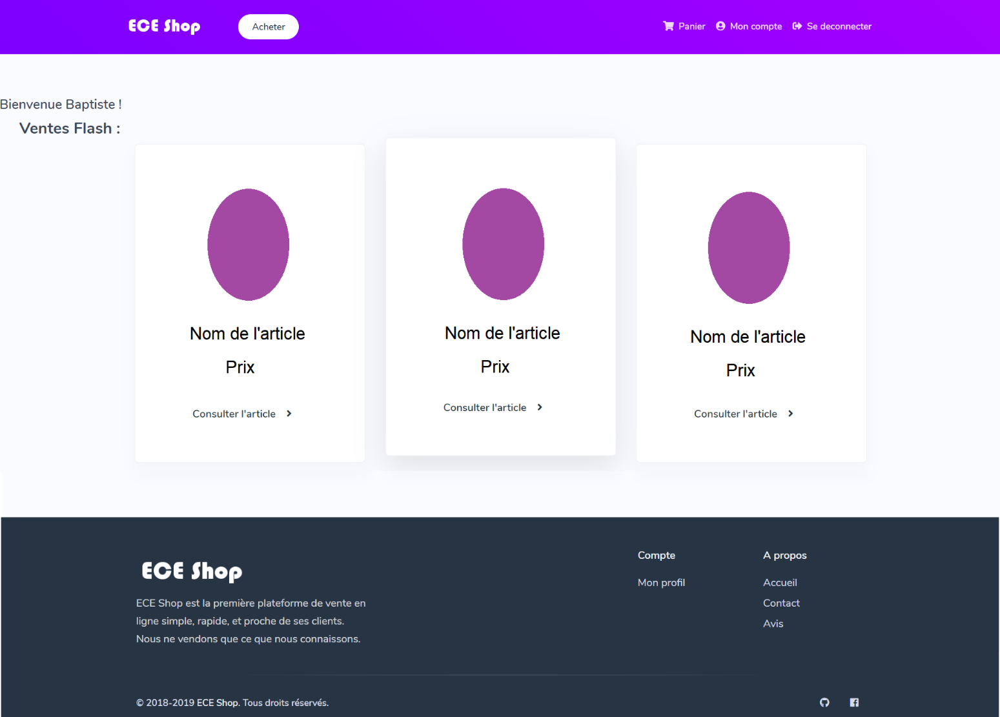 ECE Shop
Acheter
Panier
Mon compte
Se deconnecter
Bienvenue Baptiste !
Ventes Flash :
Nom de l'article
Prix
Consulter l'article
Nom de l'article
Prix
Consulter l'article
Nom de l'article
Prix
Consulter l'article
ECE Shop
ECE Shop est la première plateforme de vente en
ligne simple, rapide, et proche de ses clients.
Nous ne vendons que ce que nous connaissons.
Compte
Mon profil
A propos
Accueil
Contact
Avis
© 2018-2019 ECE Shop. Tous droits réservés.